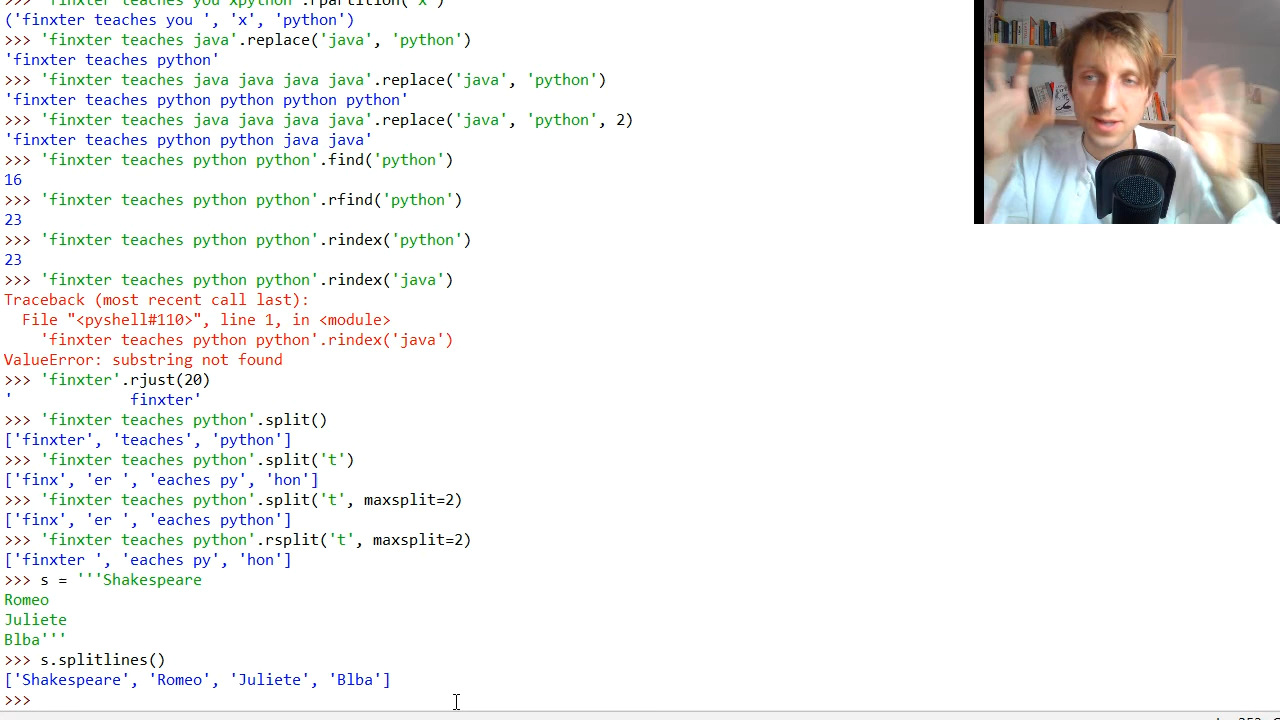 >>> 'finxter teaches you xpython'.rpartition('x')
('finxter teaches you ', 'x', 'python')
>>> 'finxter teaches java'.replace('java', 'python')
'finxter teaches python'
>>> 'finxter teaches java java java java'.replace('java', 'python')
'finxter teaches python python python python'
>>> 'finxter teaches java java java java'.replace('java', 'python', 2)
'finxter teaches python python java java'
>>> 'finxter teaches python python'.find('python')
16
>>> 'finxter teaches python python'.rfind('python')
23
>>> 'finxter teaches python python'.rindex('python')
23
>>> 'finxter teaches python python'.rindex('java')
Traceback (most recent call last):
  File "<pyshell#110>", line 1, in <module>
    'finxter teaches python python'.rindex('java')
ValueError: substring not found
>>> 'finxter'.rjust(20)
'             finxter'
>>> 'finxter teaches python'.split()
['finxter', 'teaches', 'python']
>>> 'finxter teaches python'.split('t')
['finx', 'er ', 'eaches py', 'hon']
>>> 'finxter teaches python'.split('t', maxsplit=2)
['finx', 'er ', 'eaches python']
>>> 'finxter teaches python'.rsplit('t', maxsplit=2)
['finxter ', 'eaches py', 'hon']
>>> s = '''Shakespeare
Romeo
Juliete
Blba'''
>>> s.splitlines()
['Shakespeare', 'Romeo', 'Juliete', 'Blba']
>>>